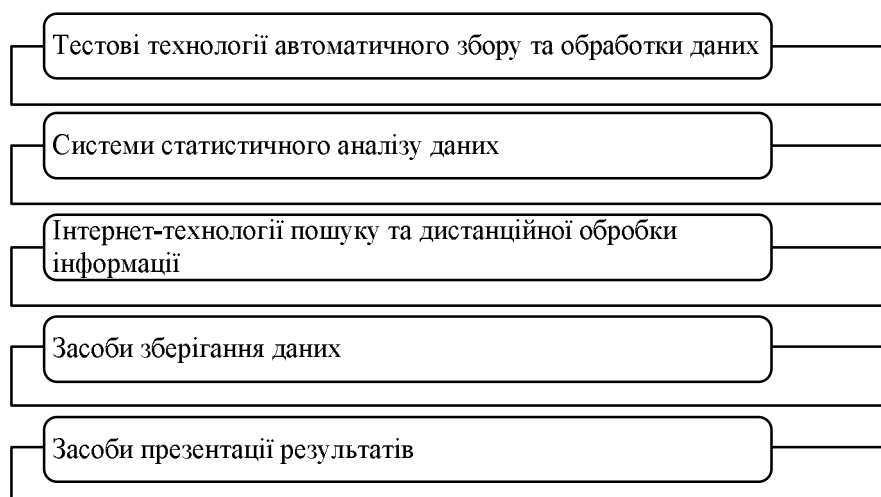 Тестові технології автоматичного збору та обработки даних
Системи статистичного аналізу даних
Інтернет-технології пошуку та дистанційної обробки
інформації
Засоби зберігання даних
Засоби презентації результатів